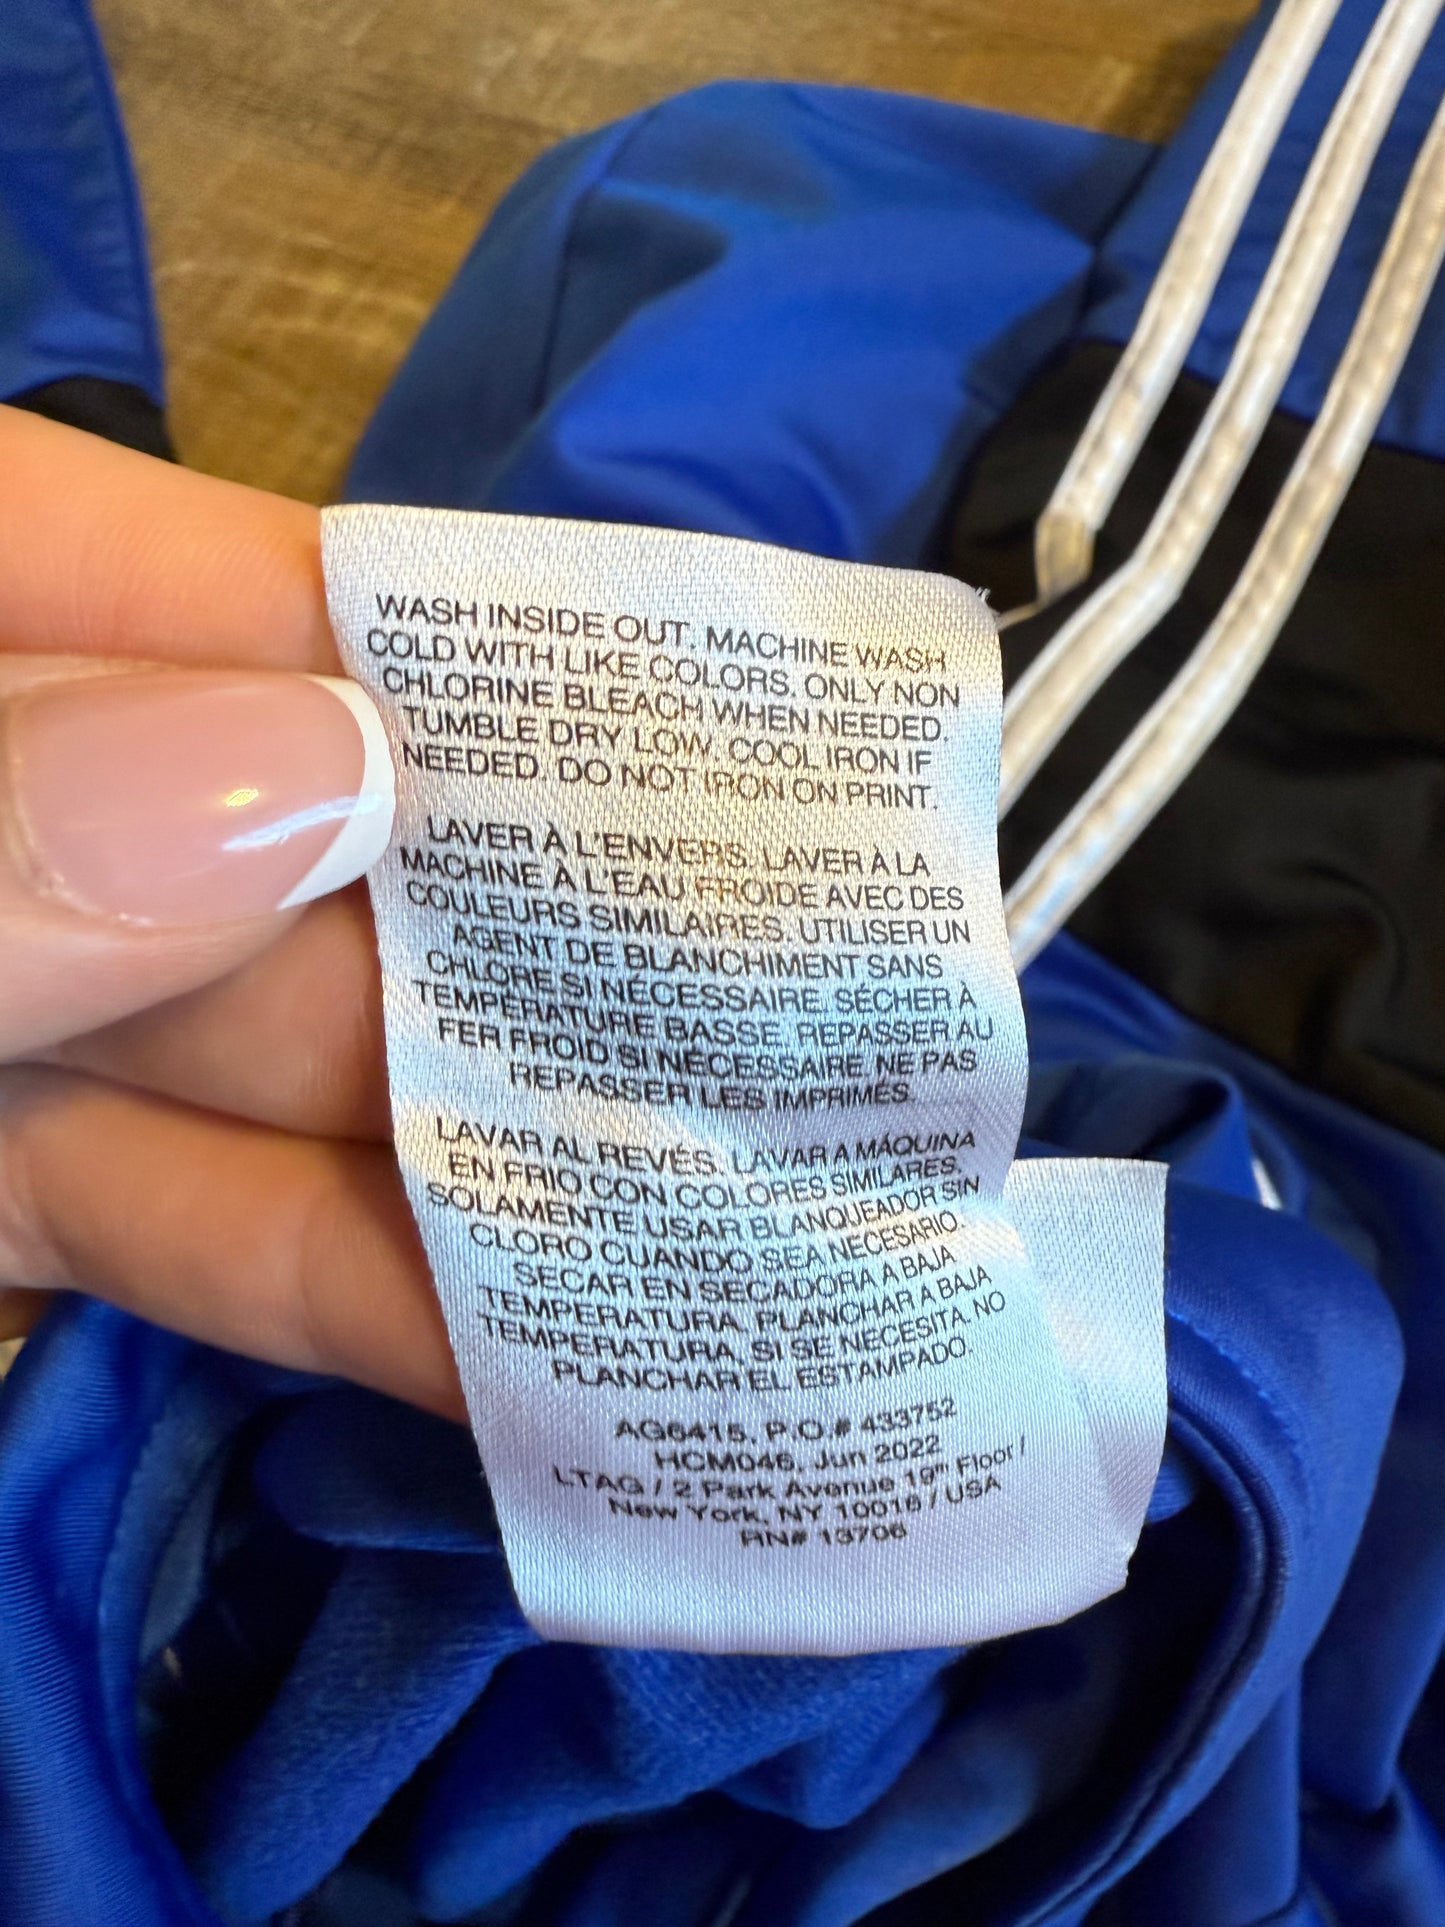 WASH INSIDE OUT. MACHINE WASH
COLD WITH LIKE COLORS. ONLY NON
CHLORINE BLEACH WHEN NEEDED.
TUMBLE DRY LOW. COOL IRON IF
NEEDED. DO NOT IRON ON PRINT.
LAVER À L'ENVERS. LAVER À LA
MACHINE À L'EAU FROIDE AVEC DES
COULEURS SIMILAIRES. UTILISER UN
AGENT DE BLANCHIMENT SANS
CHLORE SI NÉCESSAIRE. SÉCHER À
TEMPÉRATURE BASSE. REPASSER AU
FER FROID SI NÉCESSAIRE. NE PAS
REPASSER LES IMPRIMÉS.
LAVAR AL REVÉS. LAVAR A MÁQUINA
EN FRIO CON COLORES SIMILARES.
SOLAMENTE USAR BLANQUEADOR SIN
CLORO CUANDO SEA NECESARIO.
SECAR EN SECADORA A BAJA
TEMPERATURA. PLANCHAR A BAJA
TEMPERATURA, SI SE NECESITA. NO
PLANCHAR EL ESTAMPADO.
AG6415, P.O.# 433752
HCM046, Jun 2022
LTAG / 2 Park Avenue 19th Floor /
New York, NY 10016 / USA
RN# 13706